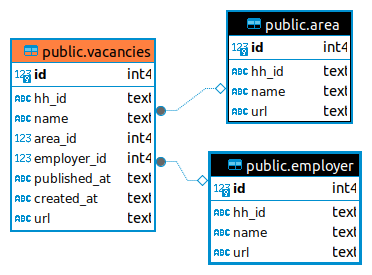 public.vacancies
123 id int4
ABC hh_id text
ABC name text
123 area_id int4
123 employer_id int4
ABC published_at text
ABC created_at text
ABC url text
public.area
123 id int4
ABC hh_id text
ABC name text
ABC url text
public.employer
123 id int4
ABC hh_id text
ABC name text
ABC url text